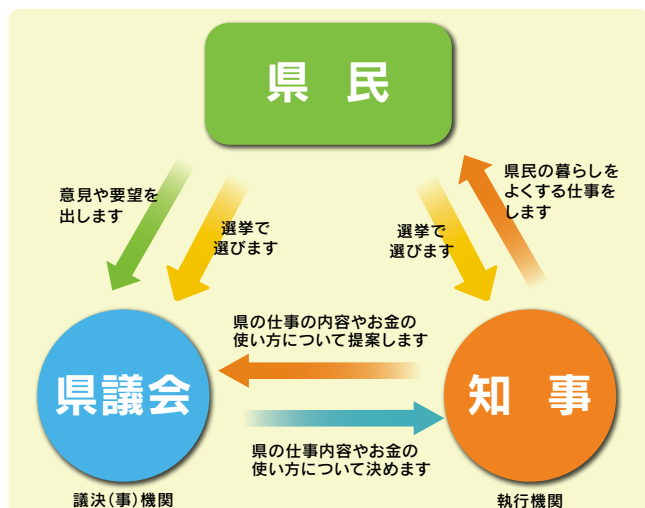 県 民
意見や要望を
出します
選挙で
選びます
選挙で
選びます
県民の暮らしを
よくする仕事を
します
県の仕事の内容やお金の
使い方について提案します
県議会
知 事
県の仕事内容やお金の
使い方について決めます
議決(事)機関
執行機関